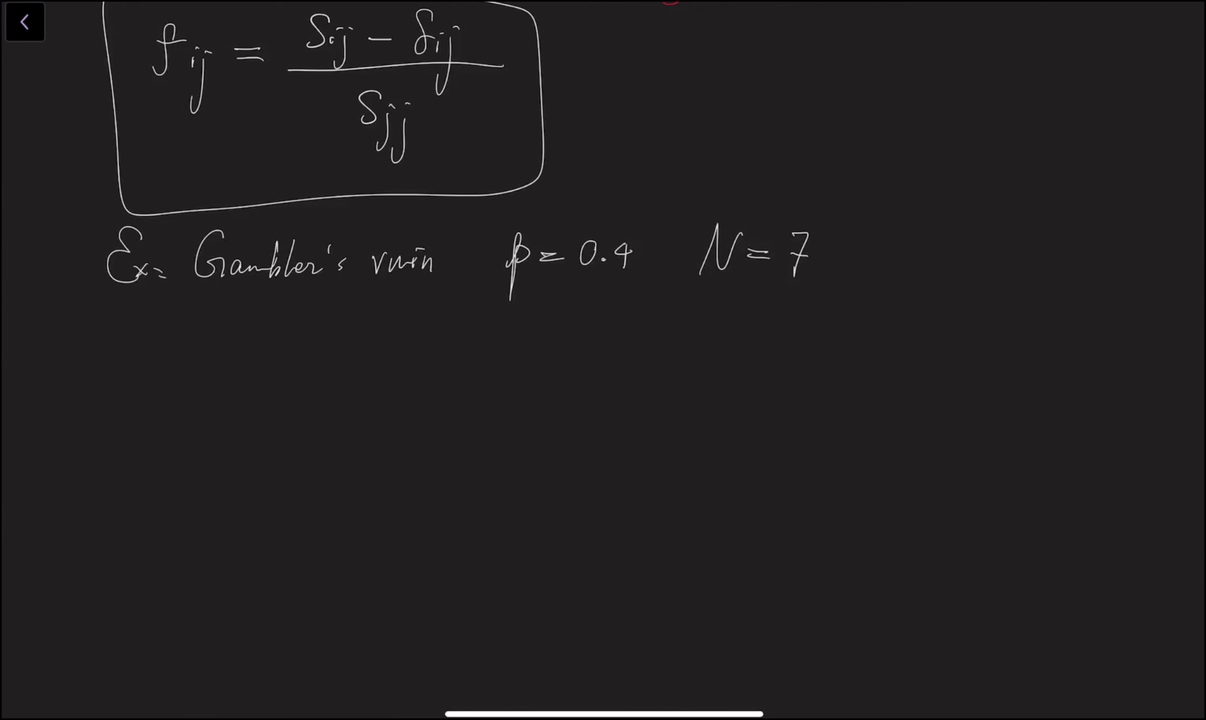 f_ij = (S_ij − δ_ij) / S_jj
Ex= Gambler's ruin p = 0.4 N = 7